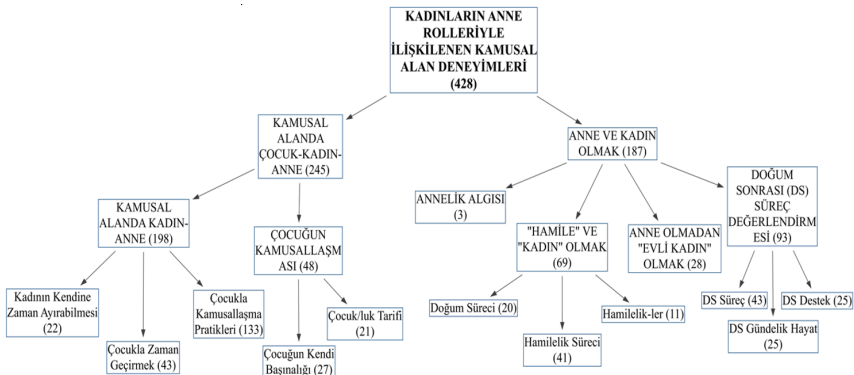 KADINLARIN ANNE
ROLLERİYLE
İLİŞKİLENEN KAMUSAL
ALAN DENEYİMLERİ
(428)
KAMUSAL
ALANDA
ÇOCUK-KADIN-
ANNE (245)
ANNE VE KADIN
OLMAK (187)
KAMUSAL
ALANDA KADIN-
ANNE (198)
ÇOCUĞUN
KAMUSALLAŞM
ASI (48)
ANNELİK ALGISI
(3)
"HAMİLE" VE
"KADIN" OLMAK
(69)
ANNE OLMADAN
"EVLİ KADIN"
OLMAK (28)
DOĞUM
SONRASI (DS)
SÜREÇ
DEĞERLENDİRM
ESİ (93)
Kadının Kendine
Zaman Ayırabilmesi
(22)
Çocukla Zaman
Geçirmek (43)
Çocukla
Kamusallaşma
Pratikleri (133)
Çocuğun Kendi
Başınalığı (27)
Çocuk/luk Tarifi
(21)
Doğum Süreci (20)
Hamilelik Süreci
(41)
Hamilelik-ler (11)
DS Süreç (43)
DS Gündelik Hayat
(25)
DS Destek (25)